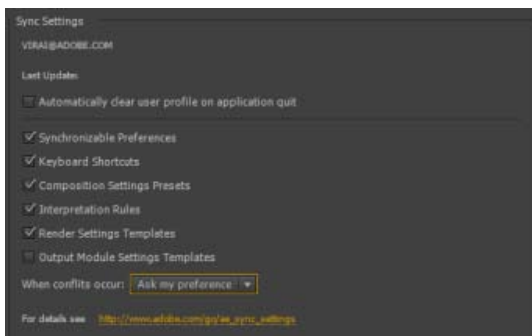 Sync Settings
VIRAI@ADOBE.COM
Last Update:
Automatically clear user profile on application quit
Synchronizable Preferences
Keyboard Shortcuts
Composition Settings Presets
Interpretation Rules
Render Settings Templates
Output Module Settings Templates
When conflicts occur: Ask my preference
For details see http://www.adobe.com/go/ae_sync_settings